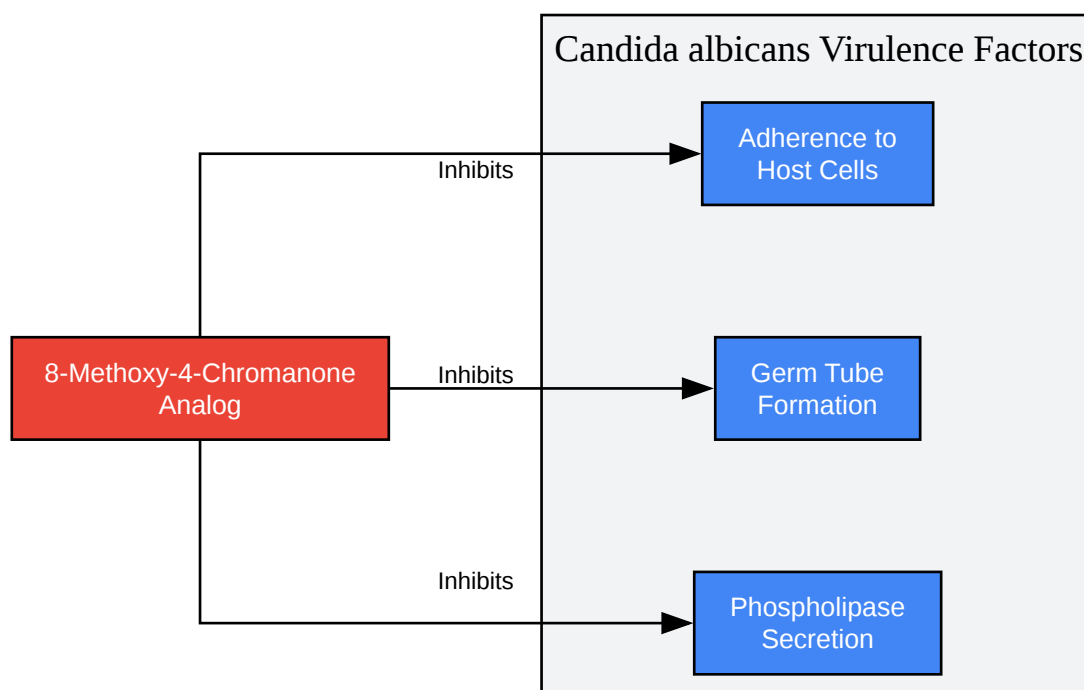 Candida albicans Virulence Factors
Adherence to
Host Cells
Inhibits
8-Methoxy-4-Chromanone
Analog
Inhibits
Germ Tube
Formation
Inhibits
Phospholipase
Secretion